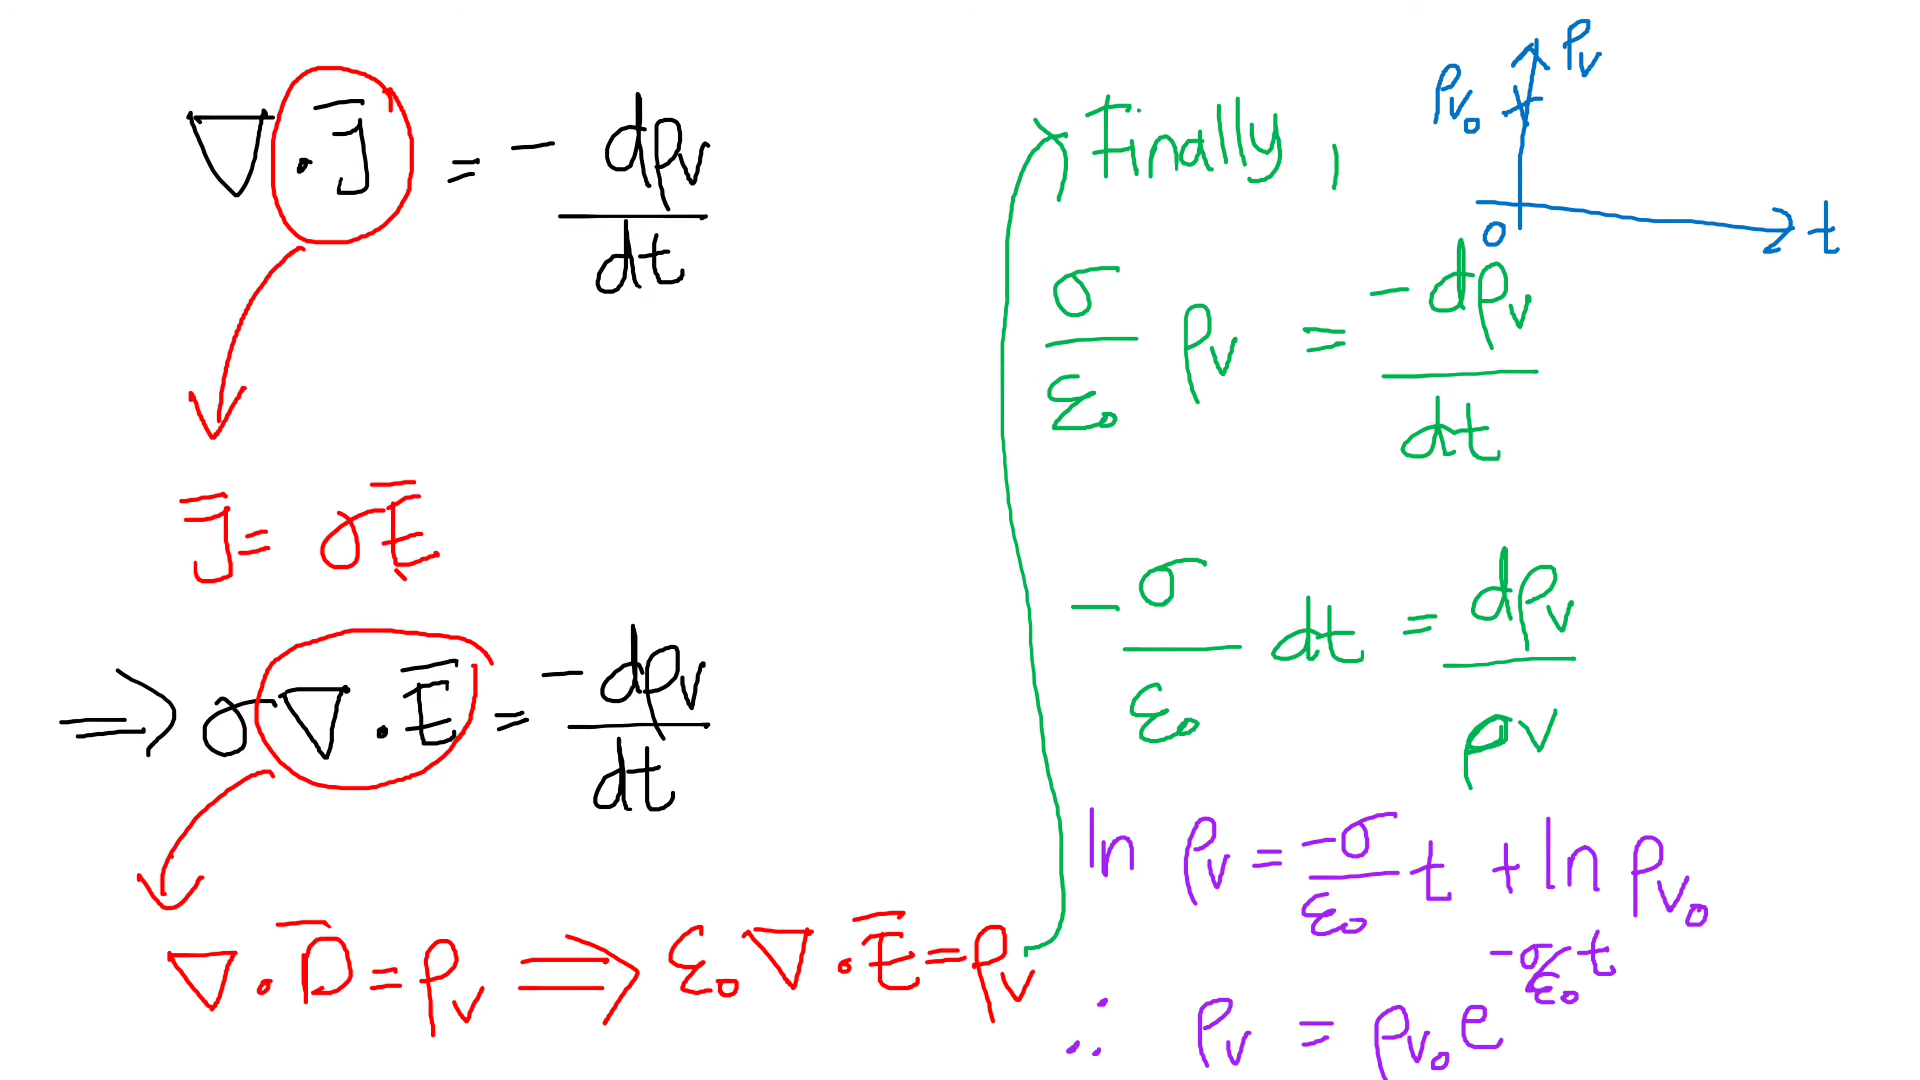 ∇ · J̅ = - dρv/dt
J̅ = σE̅
⇒ σ∇ · E̅ = -dρv/dt
∇ · D̅ = ρv ⇒ ε₀ ∇ · E̅ = ρv
Finally,
σ/ε₀ ρv = -dρv/dt
-σ/ε₀ dt = dρv/ρv
ln ρv = -σ/ε₀ t + ln ρv₀
∴ ρv = ρv₀ e^(-σ/ε₀ t)
ρv
ρv₀
0
t